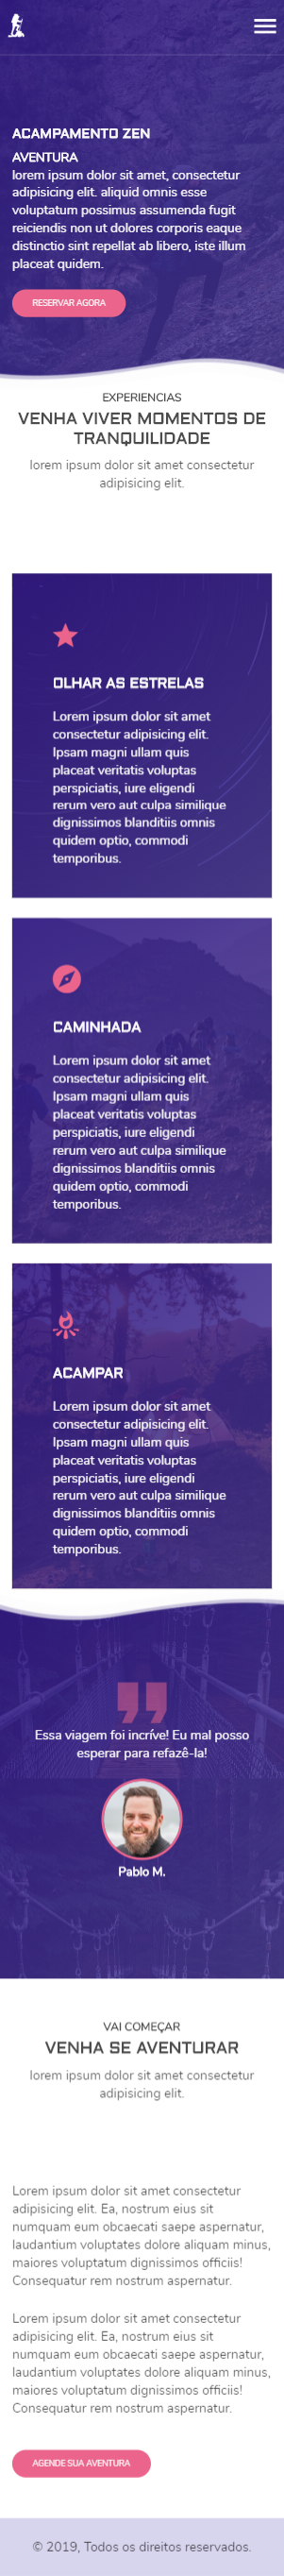 ACAMPAMENTO ZEN
AVENTURA
lorem ipsum dolor sit amet, consectetur
adipisicing elit. aliquid omnis esse
voluptatum possimus assumenda fugit
reiciendis non ut dolores corporis eaque
distinctio sint repellat ab libero, iste illum
placeat quidem.
RESERVAR AGORA
EXPERIENCIAS
VENHA VIVER MOMENTOS DE
TRANQUILIDADE
lorem ipsum dolor sit amet consectetur
adipisicing elit.
OLHAR AS ESTRELAS
Lorem ipsum dolor sit amet
consectetur adipisicing elit.
Ipsam magni ullam quis
placeat veritatis voluptas
perspiciatis, iure eligendi
rerum vero aut culpa similique
dignissimos blanditiis omnis
quidem optio, commodi
temporibus.
CAMINHADA
Lorem ipsum dolor sit amet
consectetur adipisicing elit.
Ipsam magni ullam quis
placeat veritatis voluptas
perspiciatis, iure eligendi
rerum vero aut culpa similique
dignissimos blanditiis omnis
quidem optio, commodi
temporibus.
ACAMPAR
Lorem ipsum dolor sit amet
consectetur adipisicing elit.
Ipsam magni ullam quis
placeat veritatis voluptas
perspiciatis, iure eligendi
rerum vero aut culpa similique
dignissimos blanditiis omnis
quidem optio, commodi
temporibus.
Essa viagem foi incríve! Eu mal posso
esperar para refazê-la!
Pablo M.
VAI COMEÇAR
VENHA SE AVENTURAR
lorem ipsum dolor sit amet consectetur
adipisicing elit.
Lorem ipsum dolor sit amet consectetur
adipisicing elit. Ea, nostrum eius sit
numquam eum obcaecati saepe aspernatur,
laudantium voluptates dolore aliquam minus,
maiores voluptatum dignissimos officiis!
Consequatur rem nostrum aspernatur.
Lorem ipsum dolor sit amet consectetur
adipisicing elit. Ea, nostrum eius sit
numquam eum obcaecati saepe aspernatur,
laudantium voluptates dolore aliquam minus,
maiores voluptatum dignissimos officiis!
Consequatur rem nostrum aspernatur.
AGENDE SUA AVENTURA
© 2019, Todos os direitos reservados.